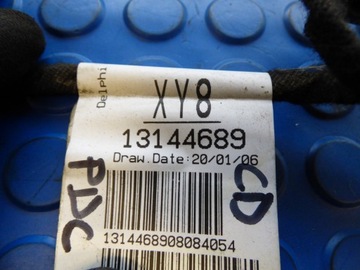 Delphi
XY8
13144689
Draw.Date:20/01/06
PDC
CD
1314468908084054